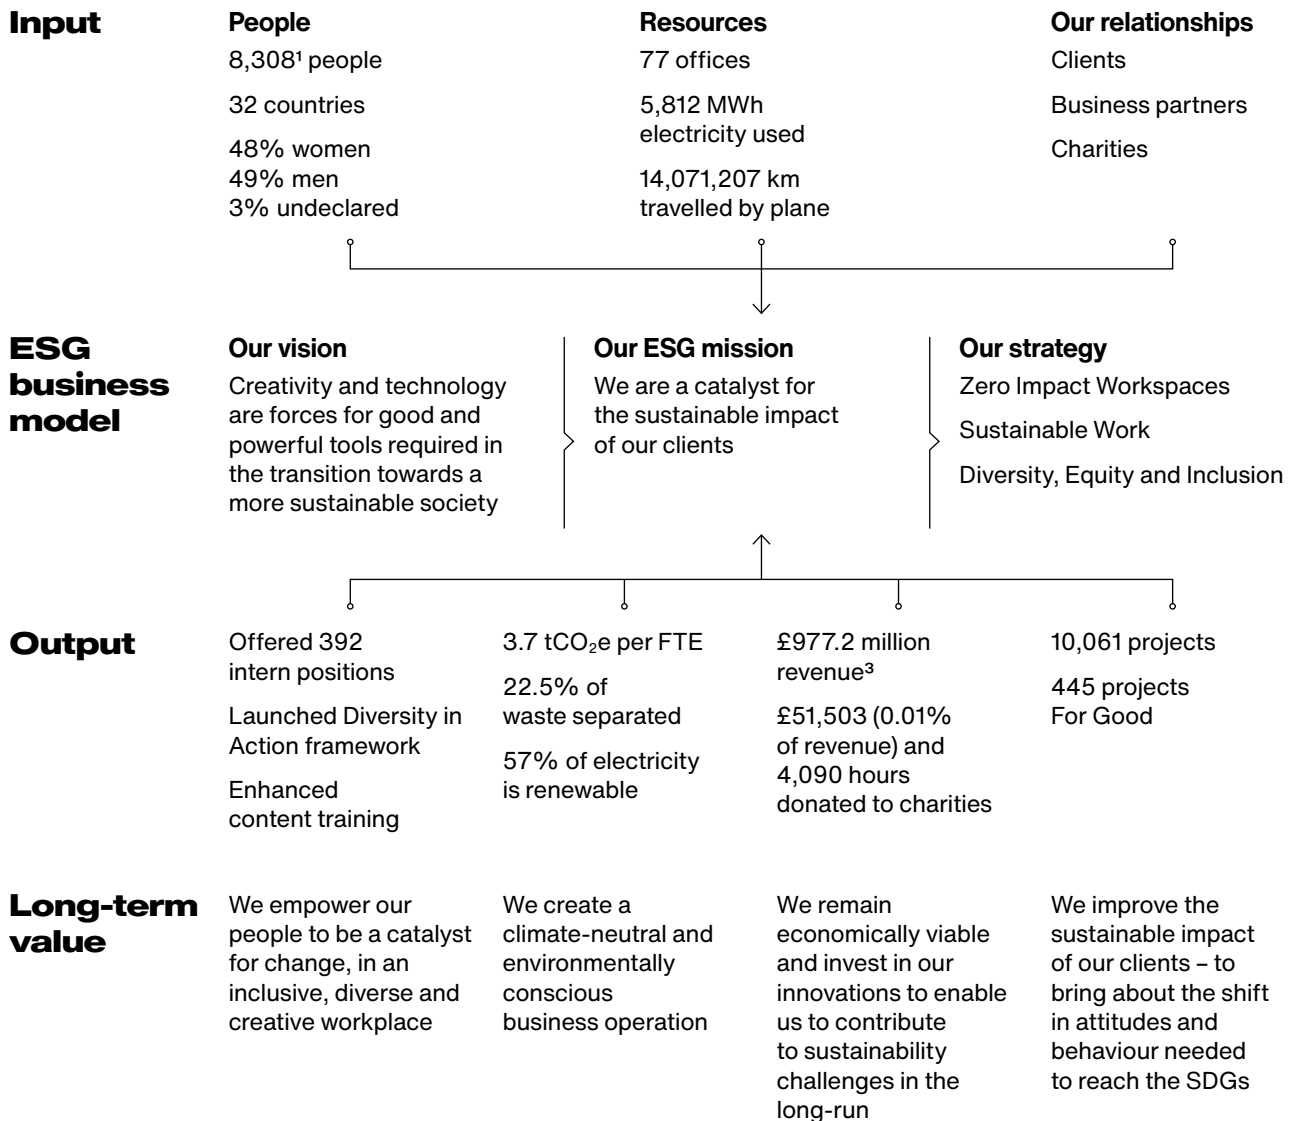 Input
People
8,308¹ people
32 countries
48% women
49% men
3% undeclared
Resources
77 offices
5,812 MWh
electricity used
14,071,207 km
travelled by plane
Our relationships
Clients
Business partners
Charities
ESG
business
model
Our vision
Creativity and technology
are forces for good and
powerful tools required in
the transition towards a
more sustainable society
Our ESG mission
We are a catalyst for
the sustainable impact
of our clients
Our strategy
Zero Impact Workspaces
Sustainable Work
Diversity, Equity and Inclusion
Output
Offered 392
intern positions
Launched Diversity in
Action framework
Enhanced
content training
3.7 tCO₂e per FTE
22.5% of
waste separated
57% of electricity
is renewable
£977.2 million
revenue³
£51,503 (0.01%
of revenue) and
4,090 hours
donated to charities
10,061 projects
445 projects
For Good
Long-term
value
We empower our
people to be a catalyst
for change, in an
inclusive, diverse and
creative workplace
We create a
climate-neutral and
environmentally
conscious
business operation
We remain
economically viable
and invest in our
innovations to enable
us to contribute
to sustainability
challenges in the
long-run
We improve the
sustainable impact
of our clients – to
bring about the shift
in attitudes and
behaviour needed
to reach the SDGs